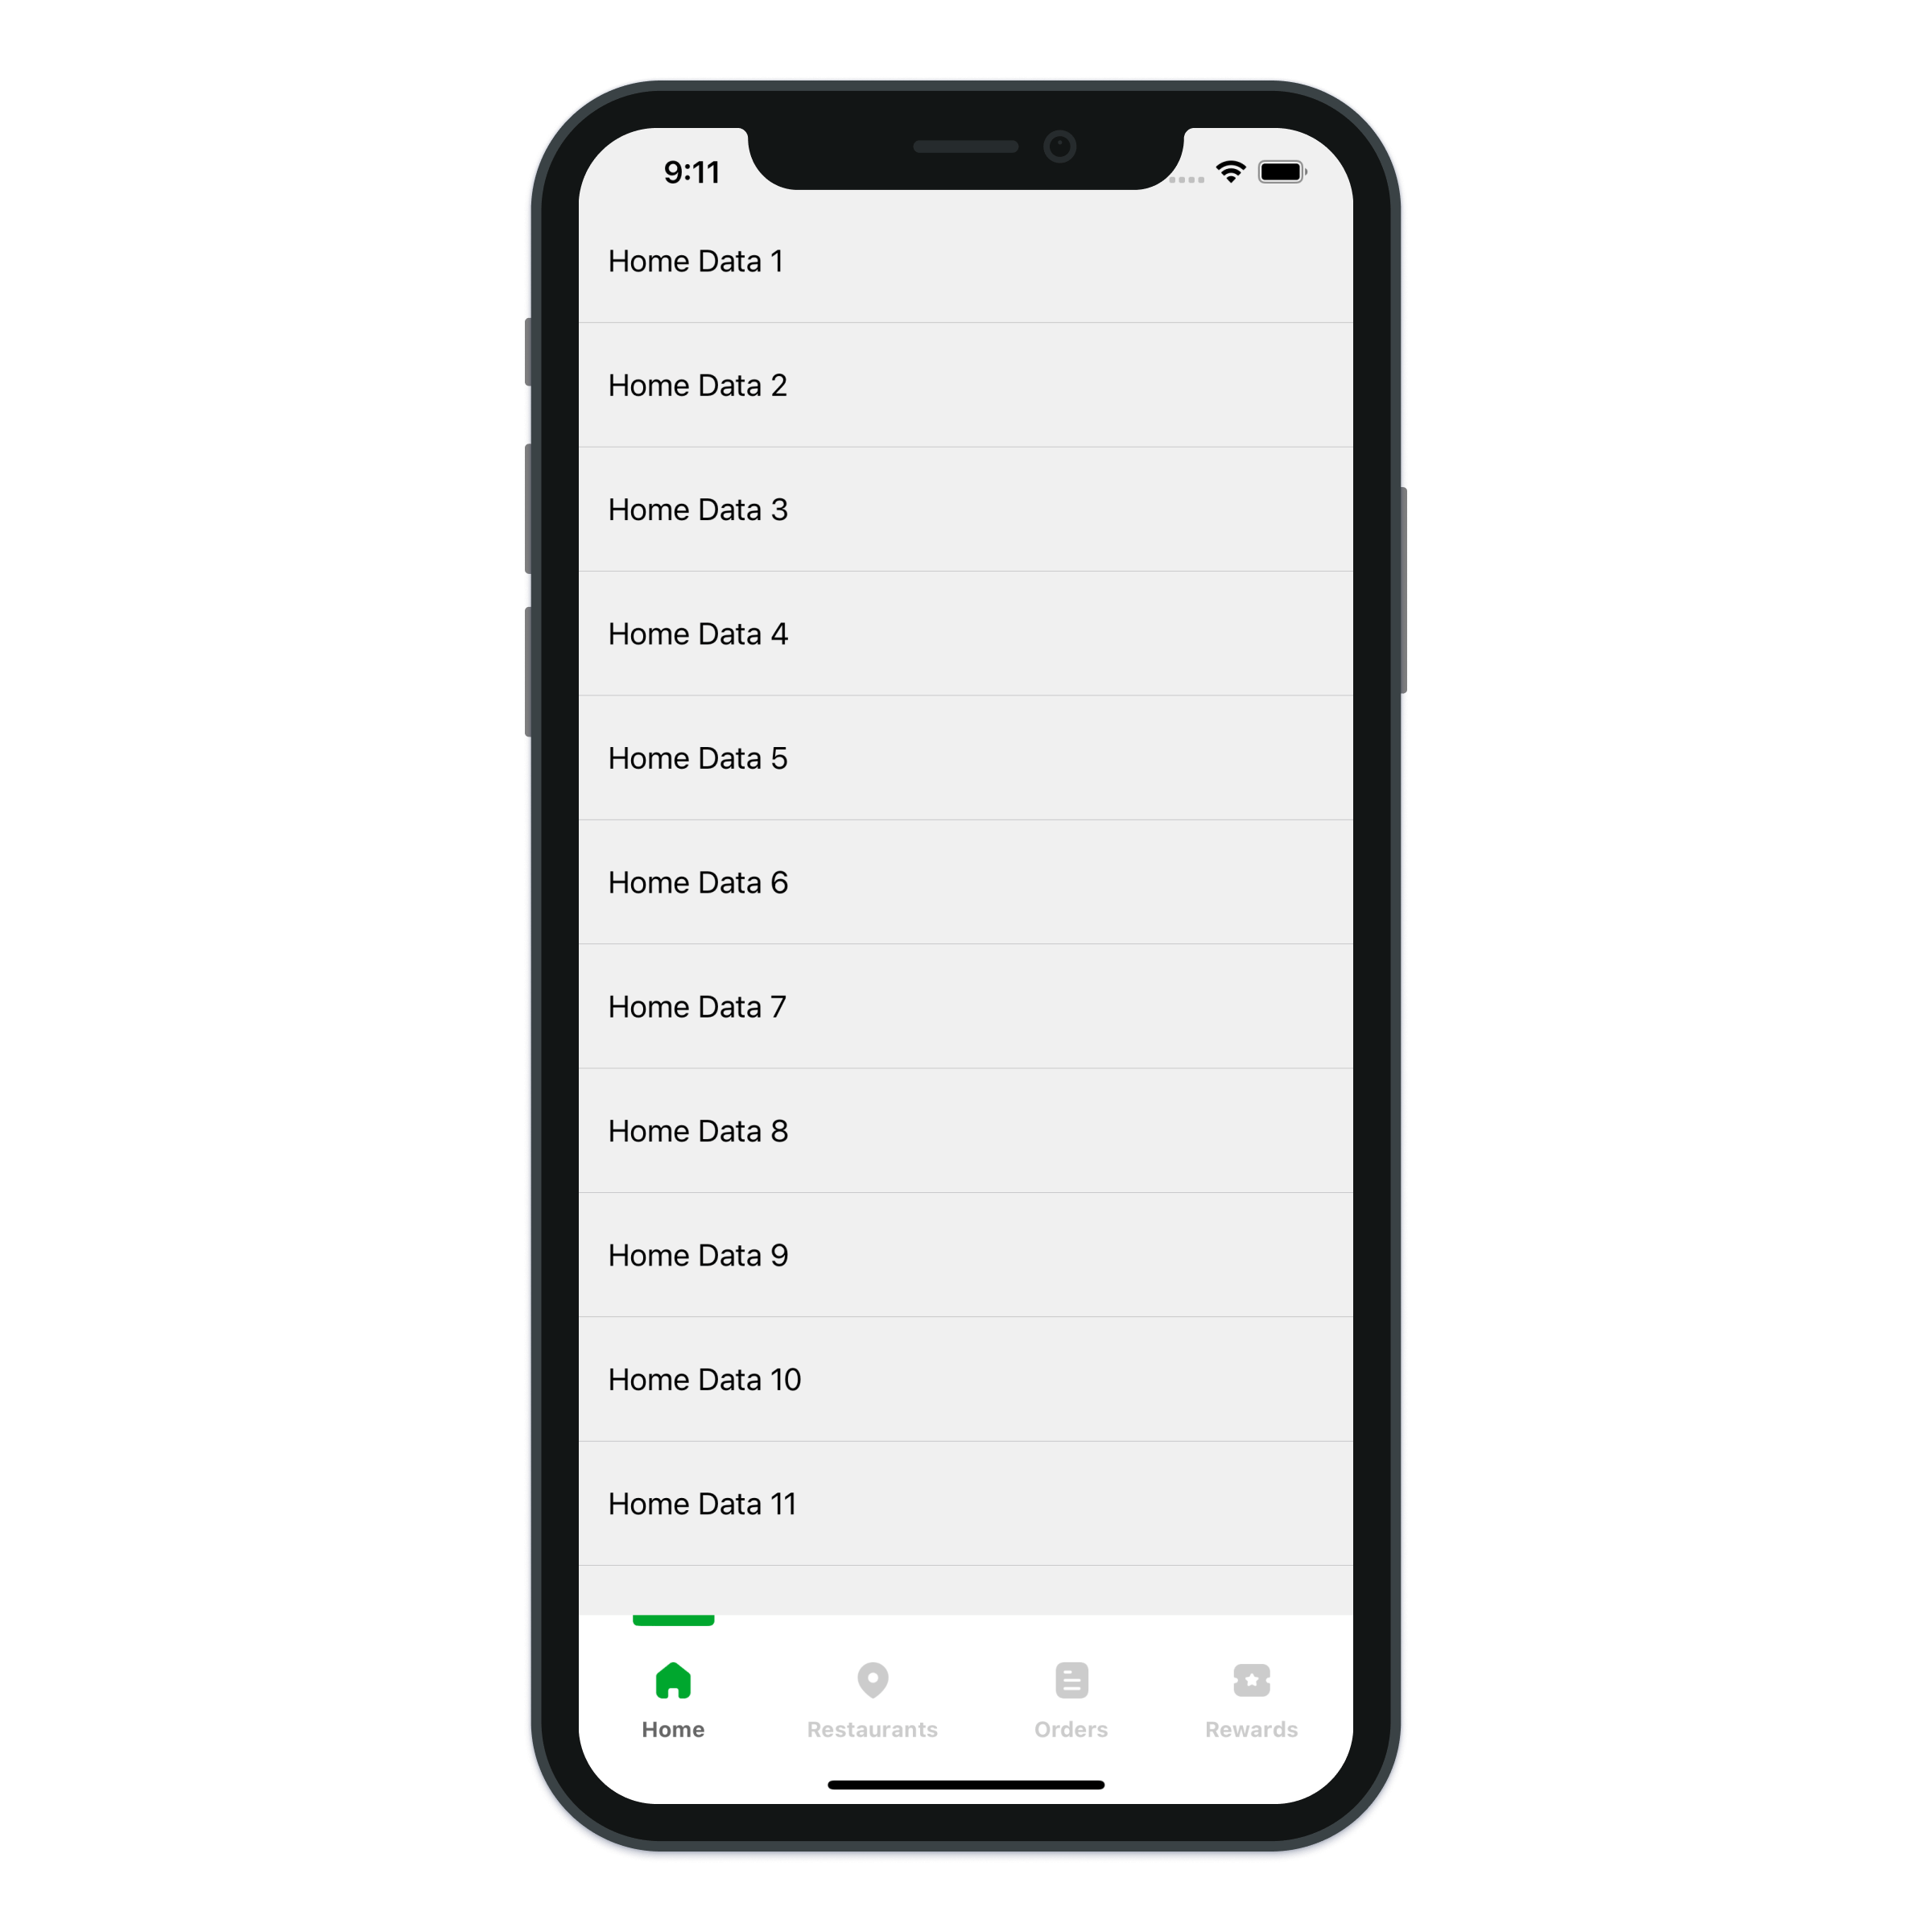 9:11
Home Data 1
Home Data 2
Home Data 3
Home Data 4
Home Data 5
Home Data 6
Home Data 7
Home Data 8
Home Data 9
Home Data 10
Home Data 11
Home Restaurants Orders Rewards